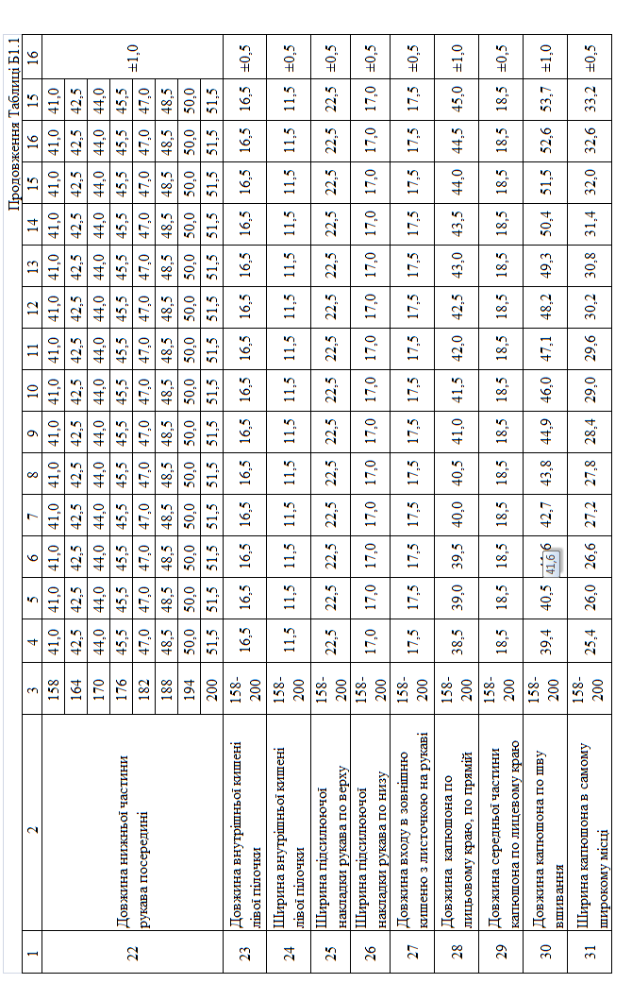 Продовження Таблиці Б1.1
1 2 3 4 5 6 7 8 9 10 11 12 13 14 15 16 15 16
22 Довжина нижньої частини рукава посередині ±1,0
158 41,0 41,0 41,0 41,0 41,0 41,0 41,0 41,0 41,0 41,0 41,0 41,0 41,0 41,0
164 42,5 42,5 42,5 42,5 42,5 42,5 42,5 42,5 42,5 42,5 42,5 42,5 42,5 42,5
170 44,0 44,0 44,0 44,0 44,0 44,0 44,0 44,0 44,0 44,0 44,0 44,0 44,0 44,0
176 45,5 45,5 45,5 45,5 45,5 45,5 45,5 45,5 45,5 45,5 45,5 45,5 45,5 45,5
182 47,0 47,0 47,0 47,0 47,0 47,0 47,0 47,0 47,0 47,0 47,0 47,0 47,0 47,0
188 48,5 48,5 48,5 48,5 48,5 48,5 48,5 48,5 48,5 48,5 48,5 48,5 48,5 48,5
194 50,0 50,0 50,0 50,0 50,0 50,0 50,0 50,0 50,0 50,0 50,0 50,0 50,0 50,0
200 51,5 51,5 51,5 51,5 51,5 51,5 51,5 51,5 51,5 51,5 51,5 51,5 51,5 51,5
23 Довжина внутрішньої кишені лівої пілочки 158-200 16,5 16,5 16,5 16,5 16,5 16,5 16,5 16,5 16,5 16,5 16,5 16,5 16,5 16,5 ±0,5
24 Ширина внутрішньої кишені лівої пілочки 158-200 11,5 11,5 11,5 11,5 11,5 11,5 11,5 11,5 11,5 11,5 11,5 11,5 11,5 11,5 ±0,5
25 Ширина підсилюючої накладки рукава по верху 158-200 22,5 22,5 22,5 22,5 22,5 22,5 22,5 22,5 22,5 22,5 22,5 22,5 22,5 22,5 ±0,5
26 Ширина підсилюючої накладки рукава по низу 158-200 17,0 17,0 17,0 17,0 17,0 17,0 17,0 17,0 17,0 17,0 17,0 17,0 17,0 17,0 ±0,5
27 Довжина входу в зовнішню кишеню з листочкою на рукаві 158-200 17,5 17,5 17,5 17,5 17,5 17,5 17,5 17,5 17,5 17,5 17,5 17,5 17,5 17,5 ±0,5
28 Довжина капюшона по лицьовому краю, по прямій 158-200 38,5 39,0 39,5 40,0 40,5 41,0 41,5 42,0 42,5 43,0 43,5 44,0 44,5 45,0 ±1,0
29 Довжина середньої частини капюшона по лицевому краю 158-200 18,5 18,5 18,5 18,5 18,5 18,5 18,5 18,5 18,5 18,5 18,5 18,5 18,5 18,5 ±0,5
30 Довжина капюшона по шву вшивання 158-200 39,4 40,5 41,6 42,7 43,8 44,9 46,0 47,1 48,2 49,3 50,4 51,5 52,6 53,7 ±1,0
31 Ширина капюшона в самому широкому місці 158-200 25,4 26,0 26,6 27,2 27,8 28,4 29,0 29,6 30,2 30,8 31,4 32,0 32,6 33,2 ±0,5